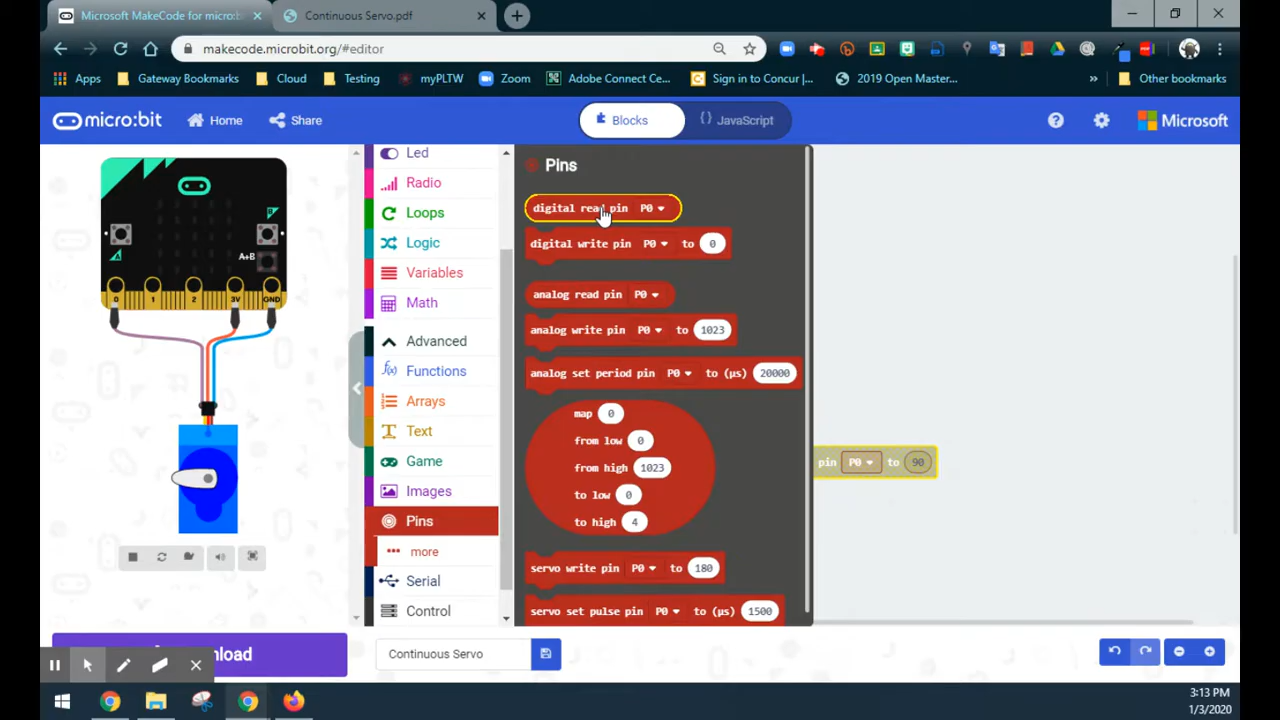 Microsoft MakeCode for micro:b
Continuous Servo.pdf
makecode.microbit.org/#editor
Apps
Gateway Bookmarks
Cloud
Testing
myPLTW
Zoom
Adobe Connect Ce...
Sign in to Concur |...
2019 Open Master...
»
Other bookmarks
micro:bit
Home
Share
Blocks
{} JavaScript
Microsoft
A
B
A+B
0 1 2 3V GND
Led
Radio
Loops
Logic
Variables
Math
Advanced
f(x) Functions
Arrays
Text
Game
Images
Pins
••• more
Serial
Control
Pins
digital read pin P0
digital write pin P0 to 0
analog read pin P0
analog write pin P0 to 1023
analog set period pin P0 to (µs) 20000
map 0
from low 0
from high 1023
to low 0
to high 4
servo write pin P0 to 180
servo set pulse pin P0 to (µs) 1500
pin P0 to 90
Continuous Servo
3:13 PM
1/3/2020